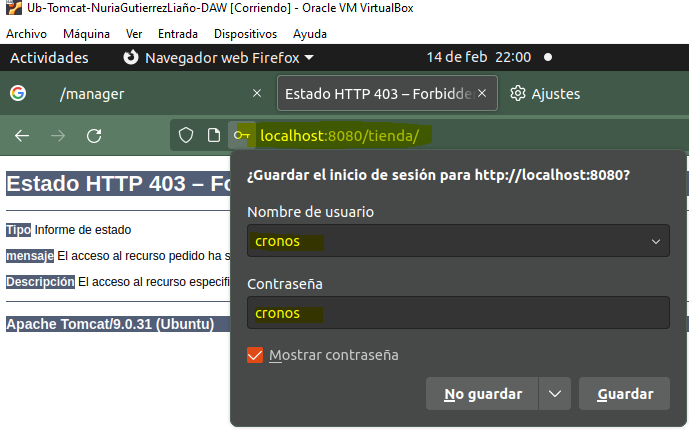 Ub-Tomcat-NuriaGutierrezLiaño-DAW [Corriendo] - Oracle VM VirtualBox
Archivo Máquina Ver Entrada Dispositivos Ayuda
Actividades Navegador web Firefox 14 de feb 22:00
/manager Estado HTTP 403 – Forbidde Ajustes
localhost:8080/tienda/
Estado HTTP 403 – Fo
Tipo Informe de estado
mensaje El acceso al recurso pedido ha s
Descripción El acceso al recurso especifi
Apache Tomcat/9.0.31 (Ubuntu)
¿Guardar el inicio de sesión para http://localhost:8080?
Nombre de usuario
cronos
Contraseña
cronos
Mostrar contraseña
No guardar Guardar